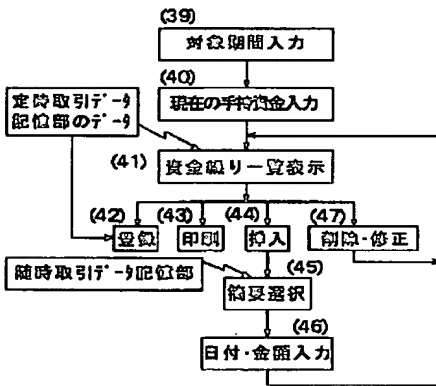 (39)
対象期間入力
(40)
現在の手持資金入力
定時取引データ
記憶部のデータ
(41)
資金繰り一覧表示
(42)
(43)
(44)
(47)
登録
印刷
挿入
削除・修正
随時取引データ記憶部
(45)
摘要選択
(46)
日付・金額入力